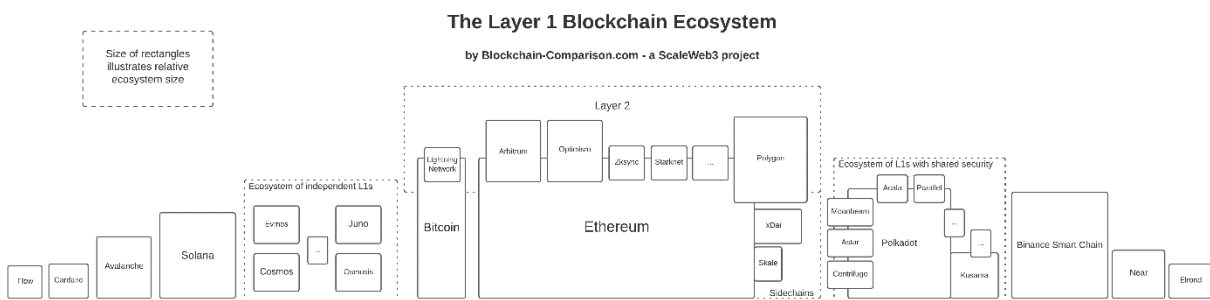 The Layer 1 Blockchain Ecosystem
by Blockchain-Comparison.com - a ScaleWeb3 project
Size of rectangles
illustrates relative
ecosystem size
Flow
Cardano
Avalanche
Solana
Ecosystem of independent L1s
Evmos
Juno
...
Cosmos
Osmosis
Layer 2
Lightning
Network
Bitcoin
Arbitrum
Optimism
Zksync
Starknet
...
Polygon
Ethereum
xDai
Skale
Sidechains
Ecosystem of L1s with shared security
Acala
Parallel
Moonbeam
...
Astar
Polkadot
...
Centrifuge
Kusama
Binance Smart Chain
Near
Elrond